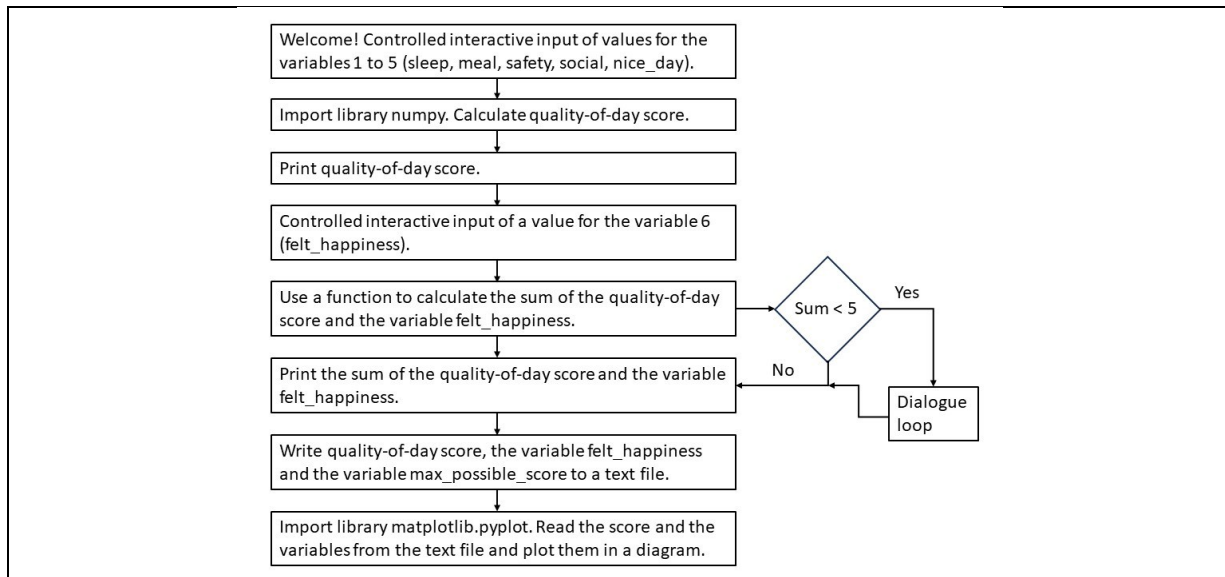 Welcome! Controlled interactive input of values for the
variables 1 to 5 (sleep, meal, safety, social, nice_day).
Import library numpy. Calculate quality-of-day score.
Print quality-of-day score.
Controlled interactive input of a value for the variable 6
(felt_happiness).
Use a function to calculate the sum of the quality-of-day
score and the variable felt_happiness.
Sum < 5
Yes
No
Dialogue
loop
Print the sum of the quality-of-day score and the variable
felt_happiness.
Write quality-of-day score, the variable felt_happiness
and the variable max_possible_score to a text file.
Import library matplotlib.pyplot. Read the score and the
variables from the text file and plot them in a diagram.